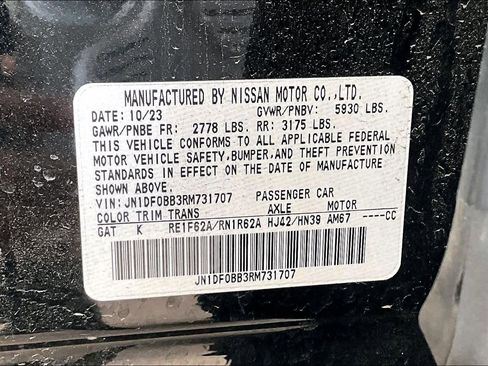 MANUFACTURED BY NISSAN MOTOR CO.,LTD.
DATE: 10/23 GVWR/PNBV: 5930 LBS.
GAWR/PNBE FR: 2778 LBS. RR: 3175 LBS.
THIS VEHICLE CONFORMS TO ALL APPLICABLE FEDERAL
MOTOR VEHICLE SAFETY, BUMPER, AND THEFT PREVENTION
STANDARDS IN EFFECT ON THE DATE OF MANUFACTURE
SHOWN ABOVE.
VIN: JN1DF0BB3RM731707 PASSENGER CAR
COLOR TRIM TRANS AXLE MOTOR
GAT K RE1F62A/RN1R62A HJ42/HN39 AM67 ----CC
JN1DF0BB3RM731707